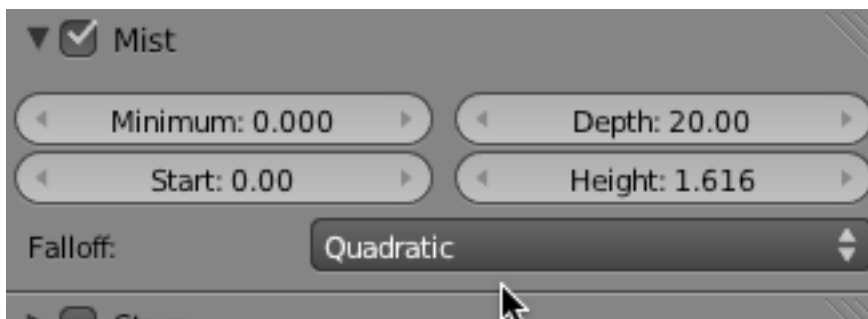 Mist
Minimum: 0.000 Depth: 20.00
Start: 0.00 Height: 1.616
Falloff: Quadratic